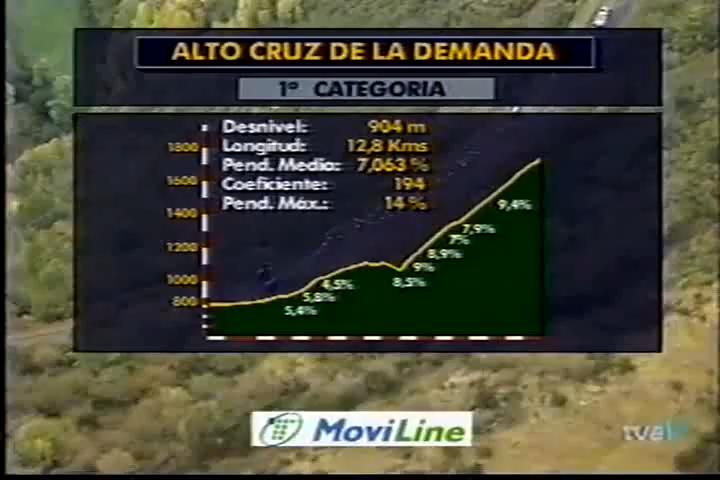 ALTO CRUZ DE LA DEMANDA
1ª CATEGORIA
Desnivel: 904 m
Longitud: 12,8 Kms
Pend. Media: 7,063 %
Coeficiente: 194
Pend. Máx.: 14 %
1800
1600
1400
1200
1000
800
9,4%
7,9%
7%
8,9%
9%
8,5%
4,5%
5,8%
5,4%
MoviLine
tve